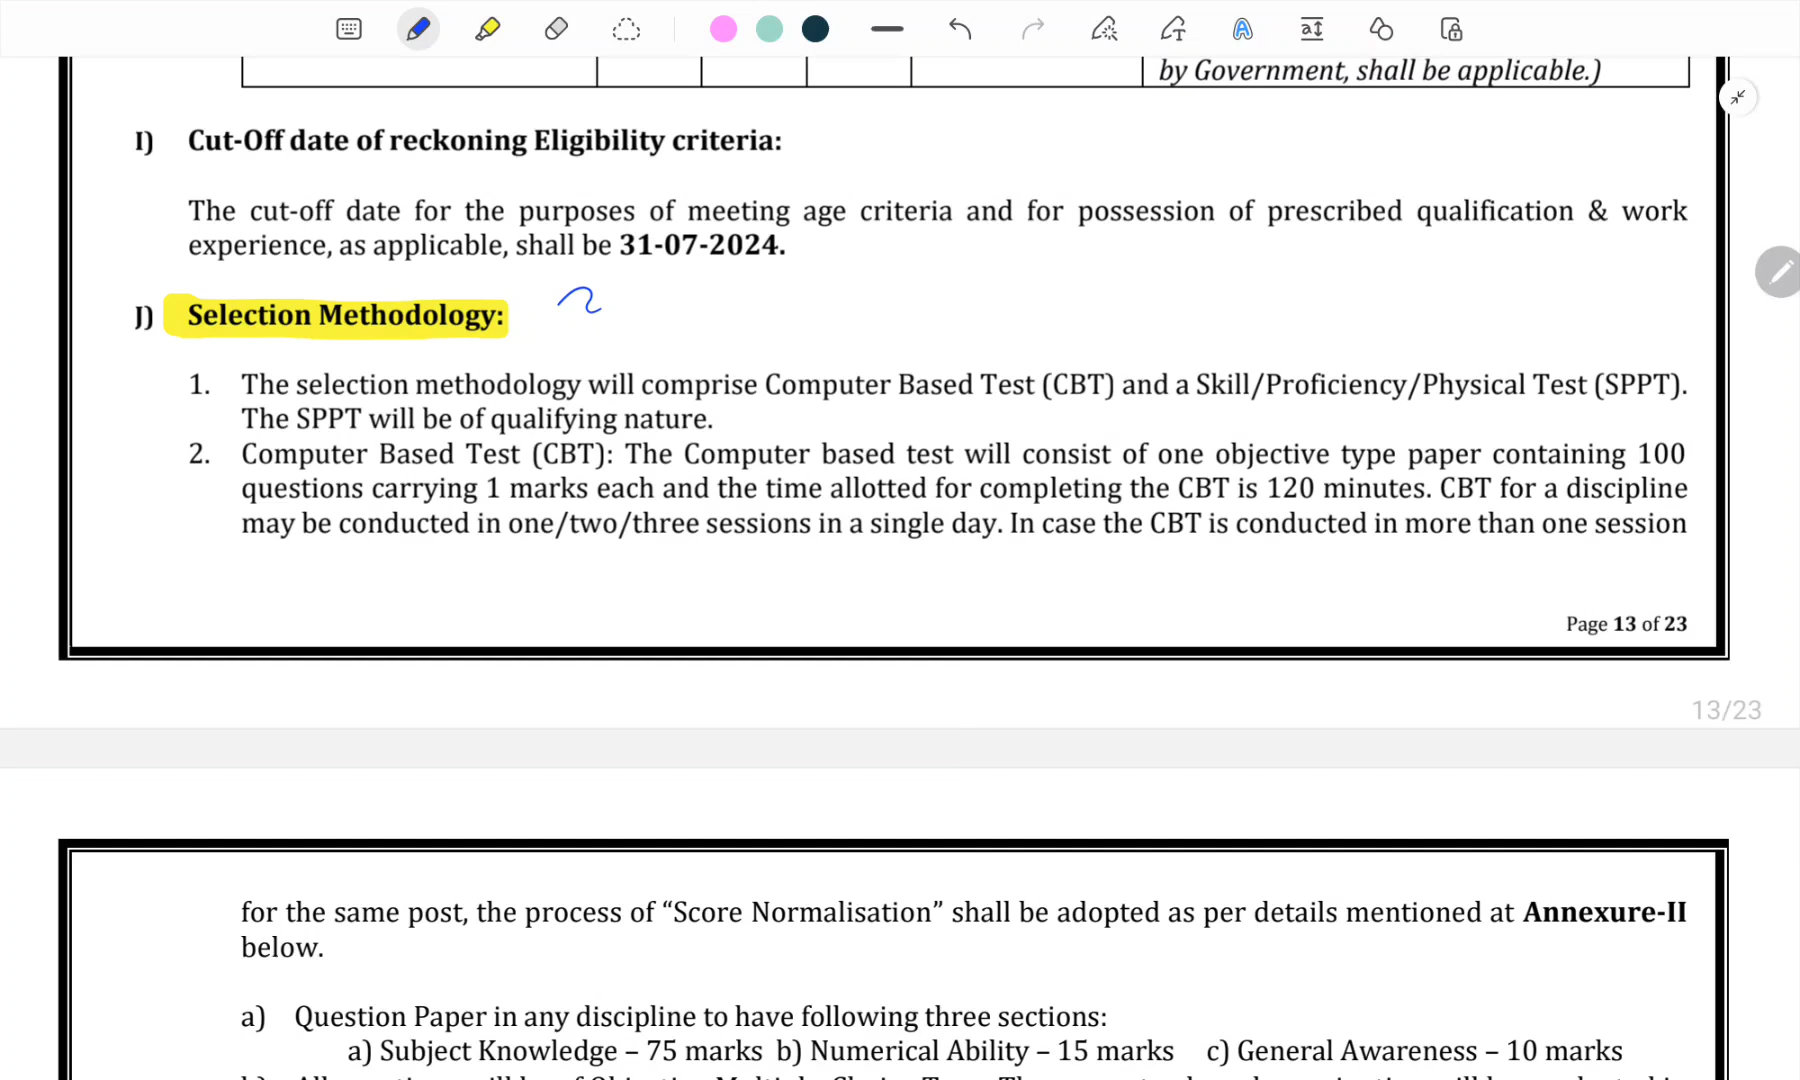 by Government, shall be applicable.)
I) Cut-Off date of reckoning Eligibility criteria:
The cut-off date for the purposes of meeting age criteria and for possession of prescribed qualification & work
experience, as applicable, shall be 31-07-2024.
J) Selection Methodology:
1. The selection methodology will comprise Computer Based Test (CBT) and a Skill/Proficiency/Physical Test (SPPT).
The SPPT will be of qualifying nature.
2. Computer Based Test (CBT): The Computer based test will consist of one objective type paper containing 100
questions carrying 1 marks each and the time allotted for completing the CBT is 120 minutes. CBT for a discipline
may be conducted in one/two/three sessions in a single day. In case the CBT is conducted in more than one session
Page 13 of 23
13/23
for the same post, the process of “Score Normalisation” shall be adopted as per details mentioned at Annexure-II
below.
a) Question Paper in any discipline to have following three sections:
a) Subject Knowledge – 75 marks b) Numerical Ability – 15 marks c) General Awareness – 10 marks